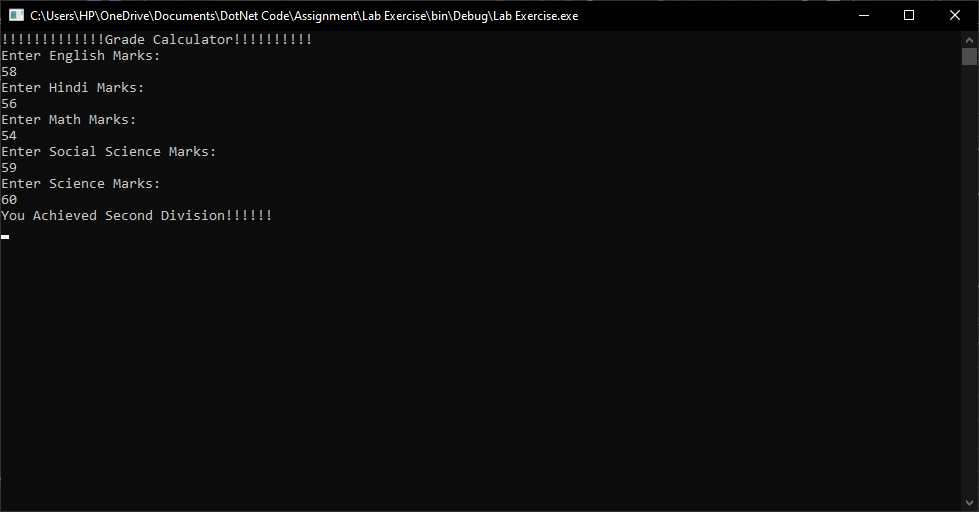 C:\Users\HP\OneDrive\Documents\DotNet Code\Assignment\Lab Exercise\bin\Debug\Lab Exercise.exe
!!!!!!!!!!!!!Grade Calculator!!!!!!!!!!
Enter English Marks:
58
Enter Hindi Marks:
56
Enter Math Marks:
54
Enter Social Science Marks:
59
Enter Science Marks:
60
You Achieved Second Division!!!!!!